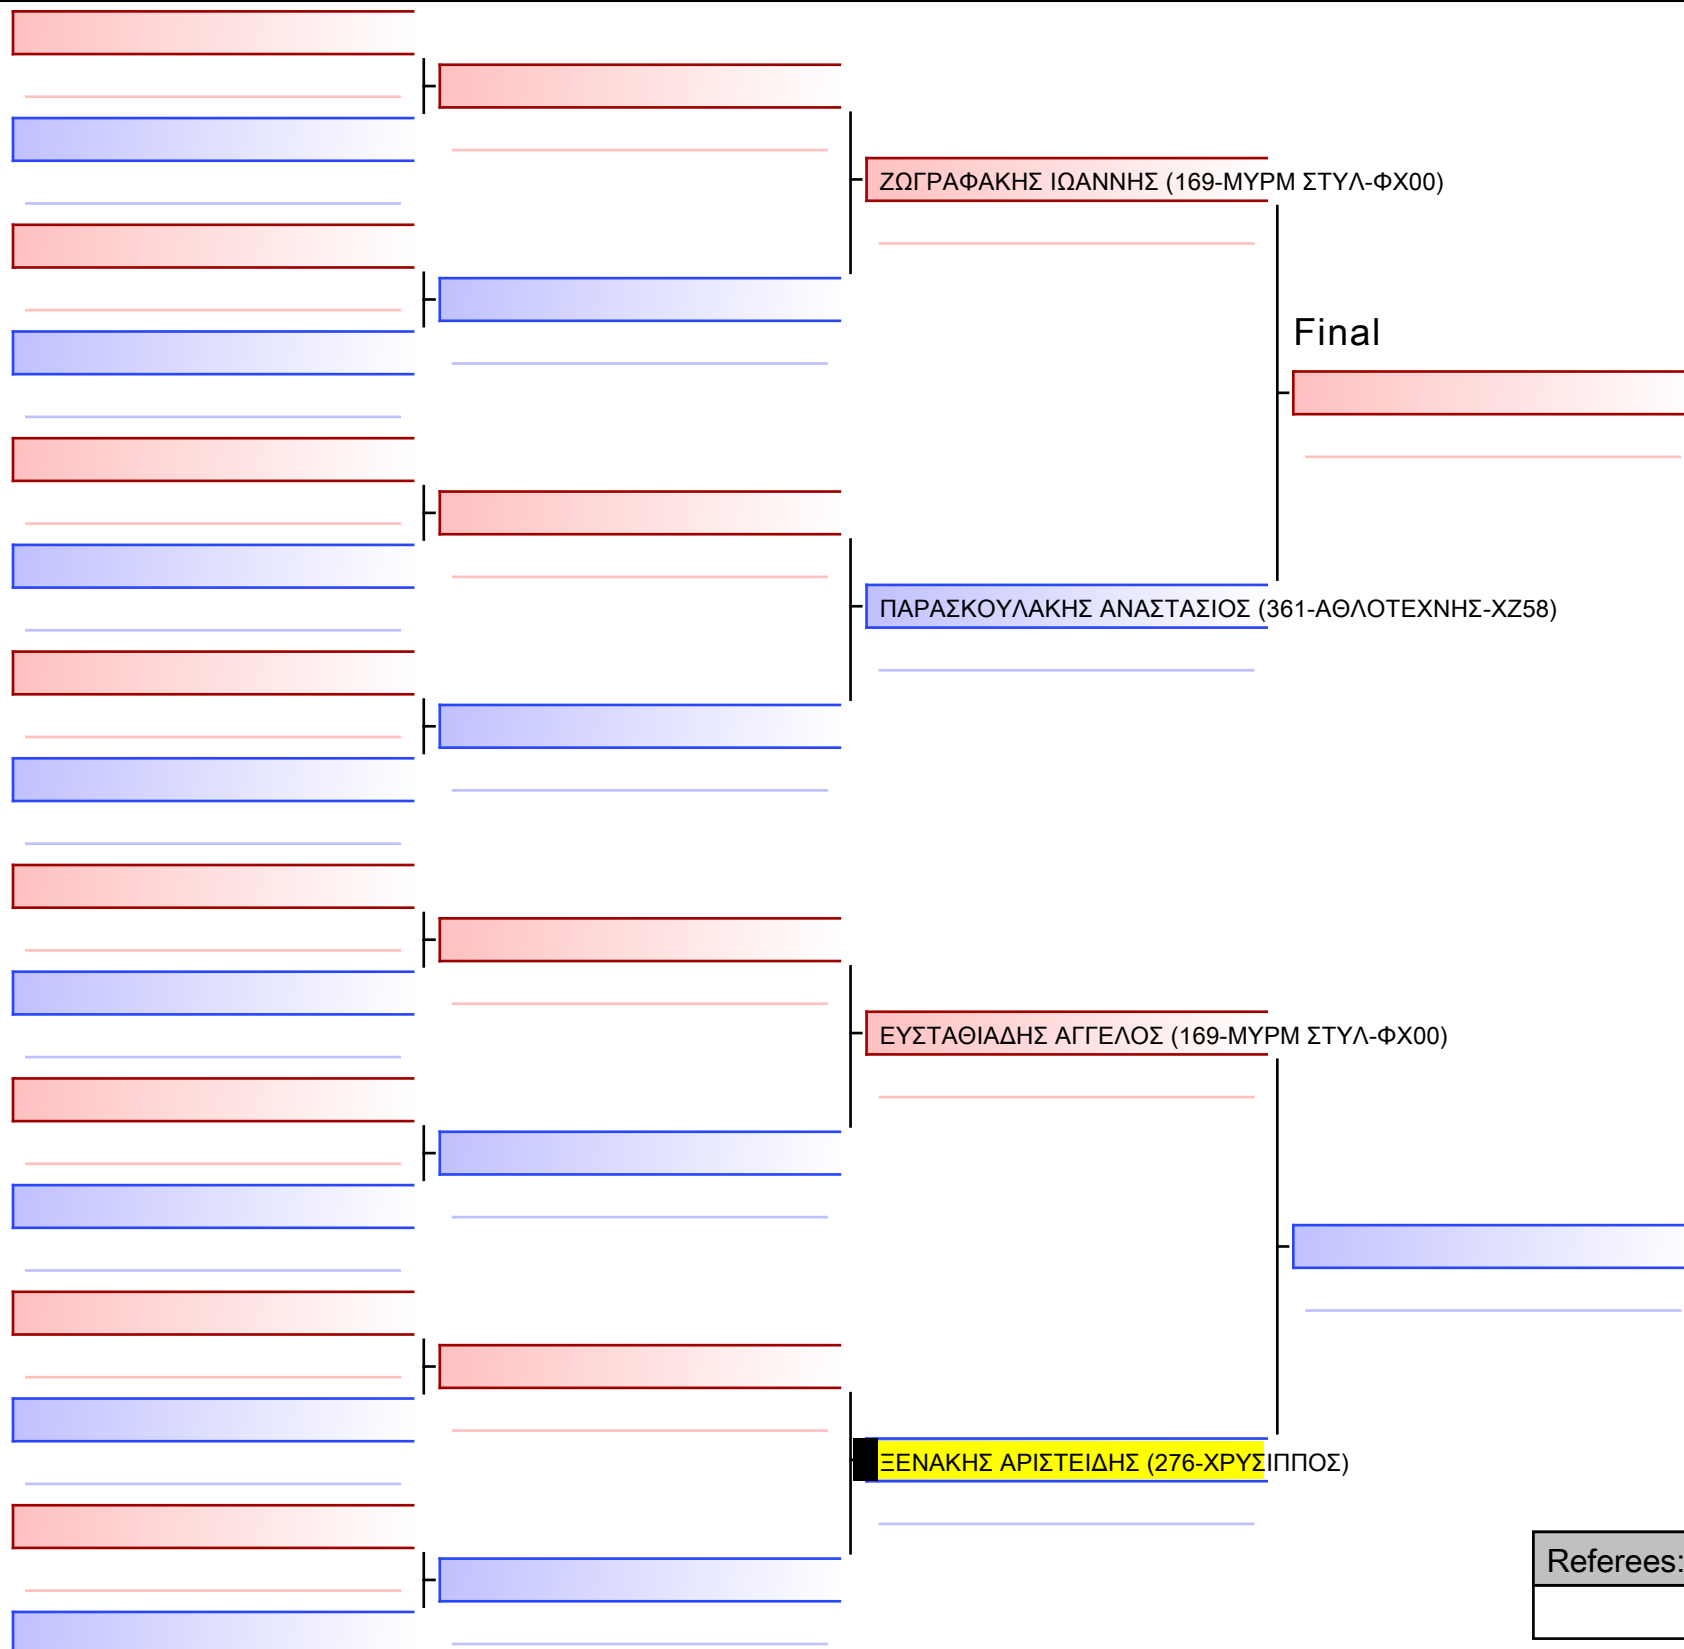 ΖΩΓΡΑΦΑΚΗΣ ΙΩΑΝΝΗΣ (169-ΜΥΡΜ ΣΤΥΛ-ΦΧ00)
Final
ΠΑΡΑΣΚΟΥΛΑΚΗΣ ΑΝΑΣΤΑΣΙΟΣ (361-ΑΘΛΟΤΕΧΝΗΣ-ΧΖ58)
ΕΥΣΤΑΘΙΑΔΗΣ ΑΓΓΕΛΟΣ (169-ΜΥΡΜ ΣΤΥΛ-ΦΧ00)
ΞΕΝΑΚΗΣ ΑΡΙΣΤΕΙΔΗΣ (276-ΧΡΥΣΙΠΠΟΣ)
Referees: